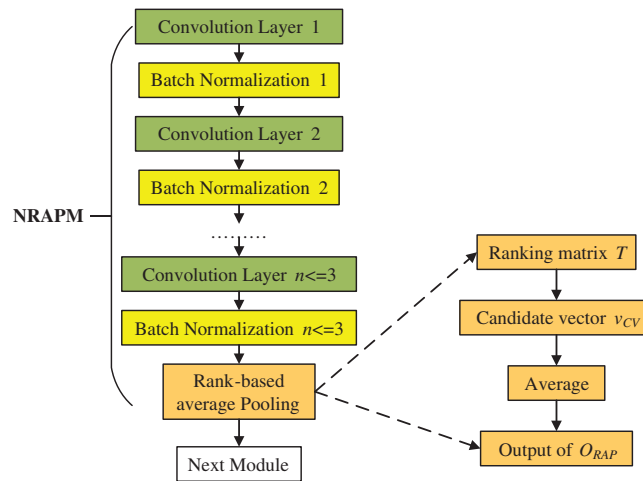 Convolution Layer 1
Batch Normalization 1
Convolution Layer 2
Batch Normalization 2
.........
Convolution Layer n<=3
Batch Normalization n<=3
Rank-based
average Pooling
Next Module
NRAPM
Ranking matrix T
Candidate vector vCV
Average
Output of ORAP